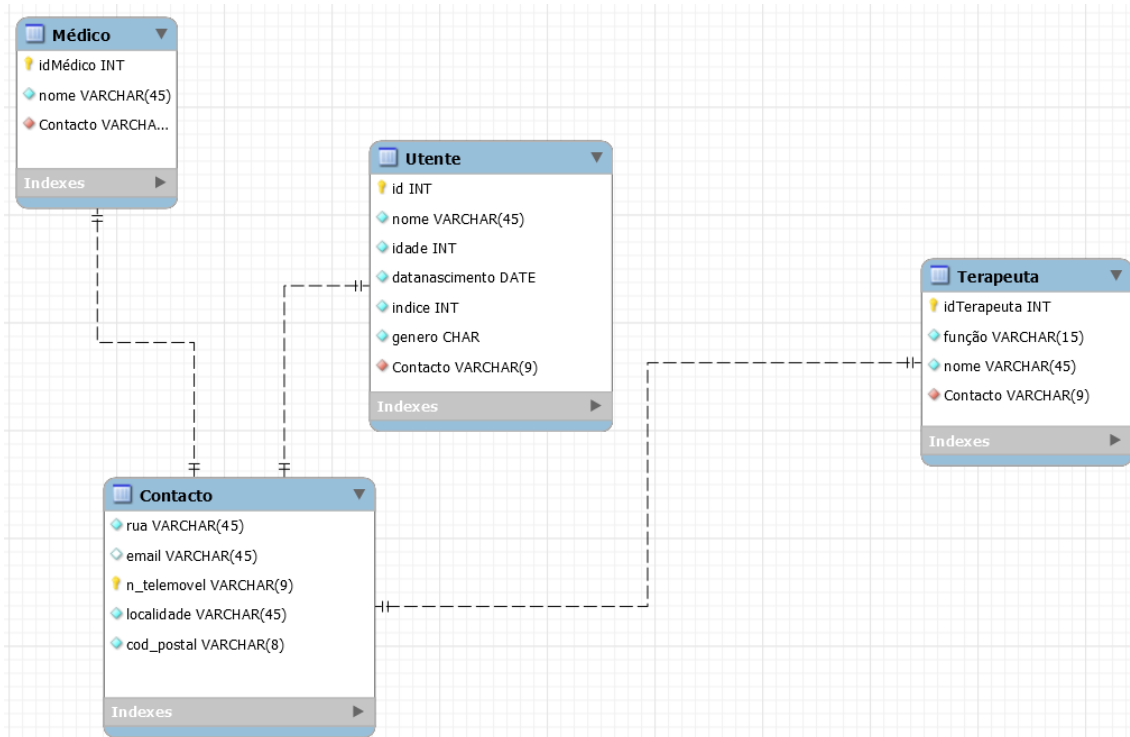 Médico
idMédico INT
nome VARCHAR(45)
Contacto VARCHA...
Indexes
Utente
id INT
nome VARCHAR(45)
idade INT
datanascimento DATE
indice INT
genero CHAR
Contacto VARCHAR(9)
Indexes
Terapeuta
idTerapeuta INT
função VARCHAR(15)
nome VARCHAR(45)
Contacto VARCHAR(9)
Indexes
Contacto
rua VARCHAR(45)
email VARCHAR(45)
n_telemovel VARCHAR(9)
localidade VARCHAR(45)
cod_postal VARCHAR(8)
Indexes